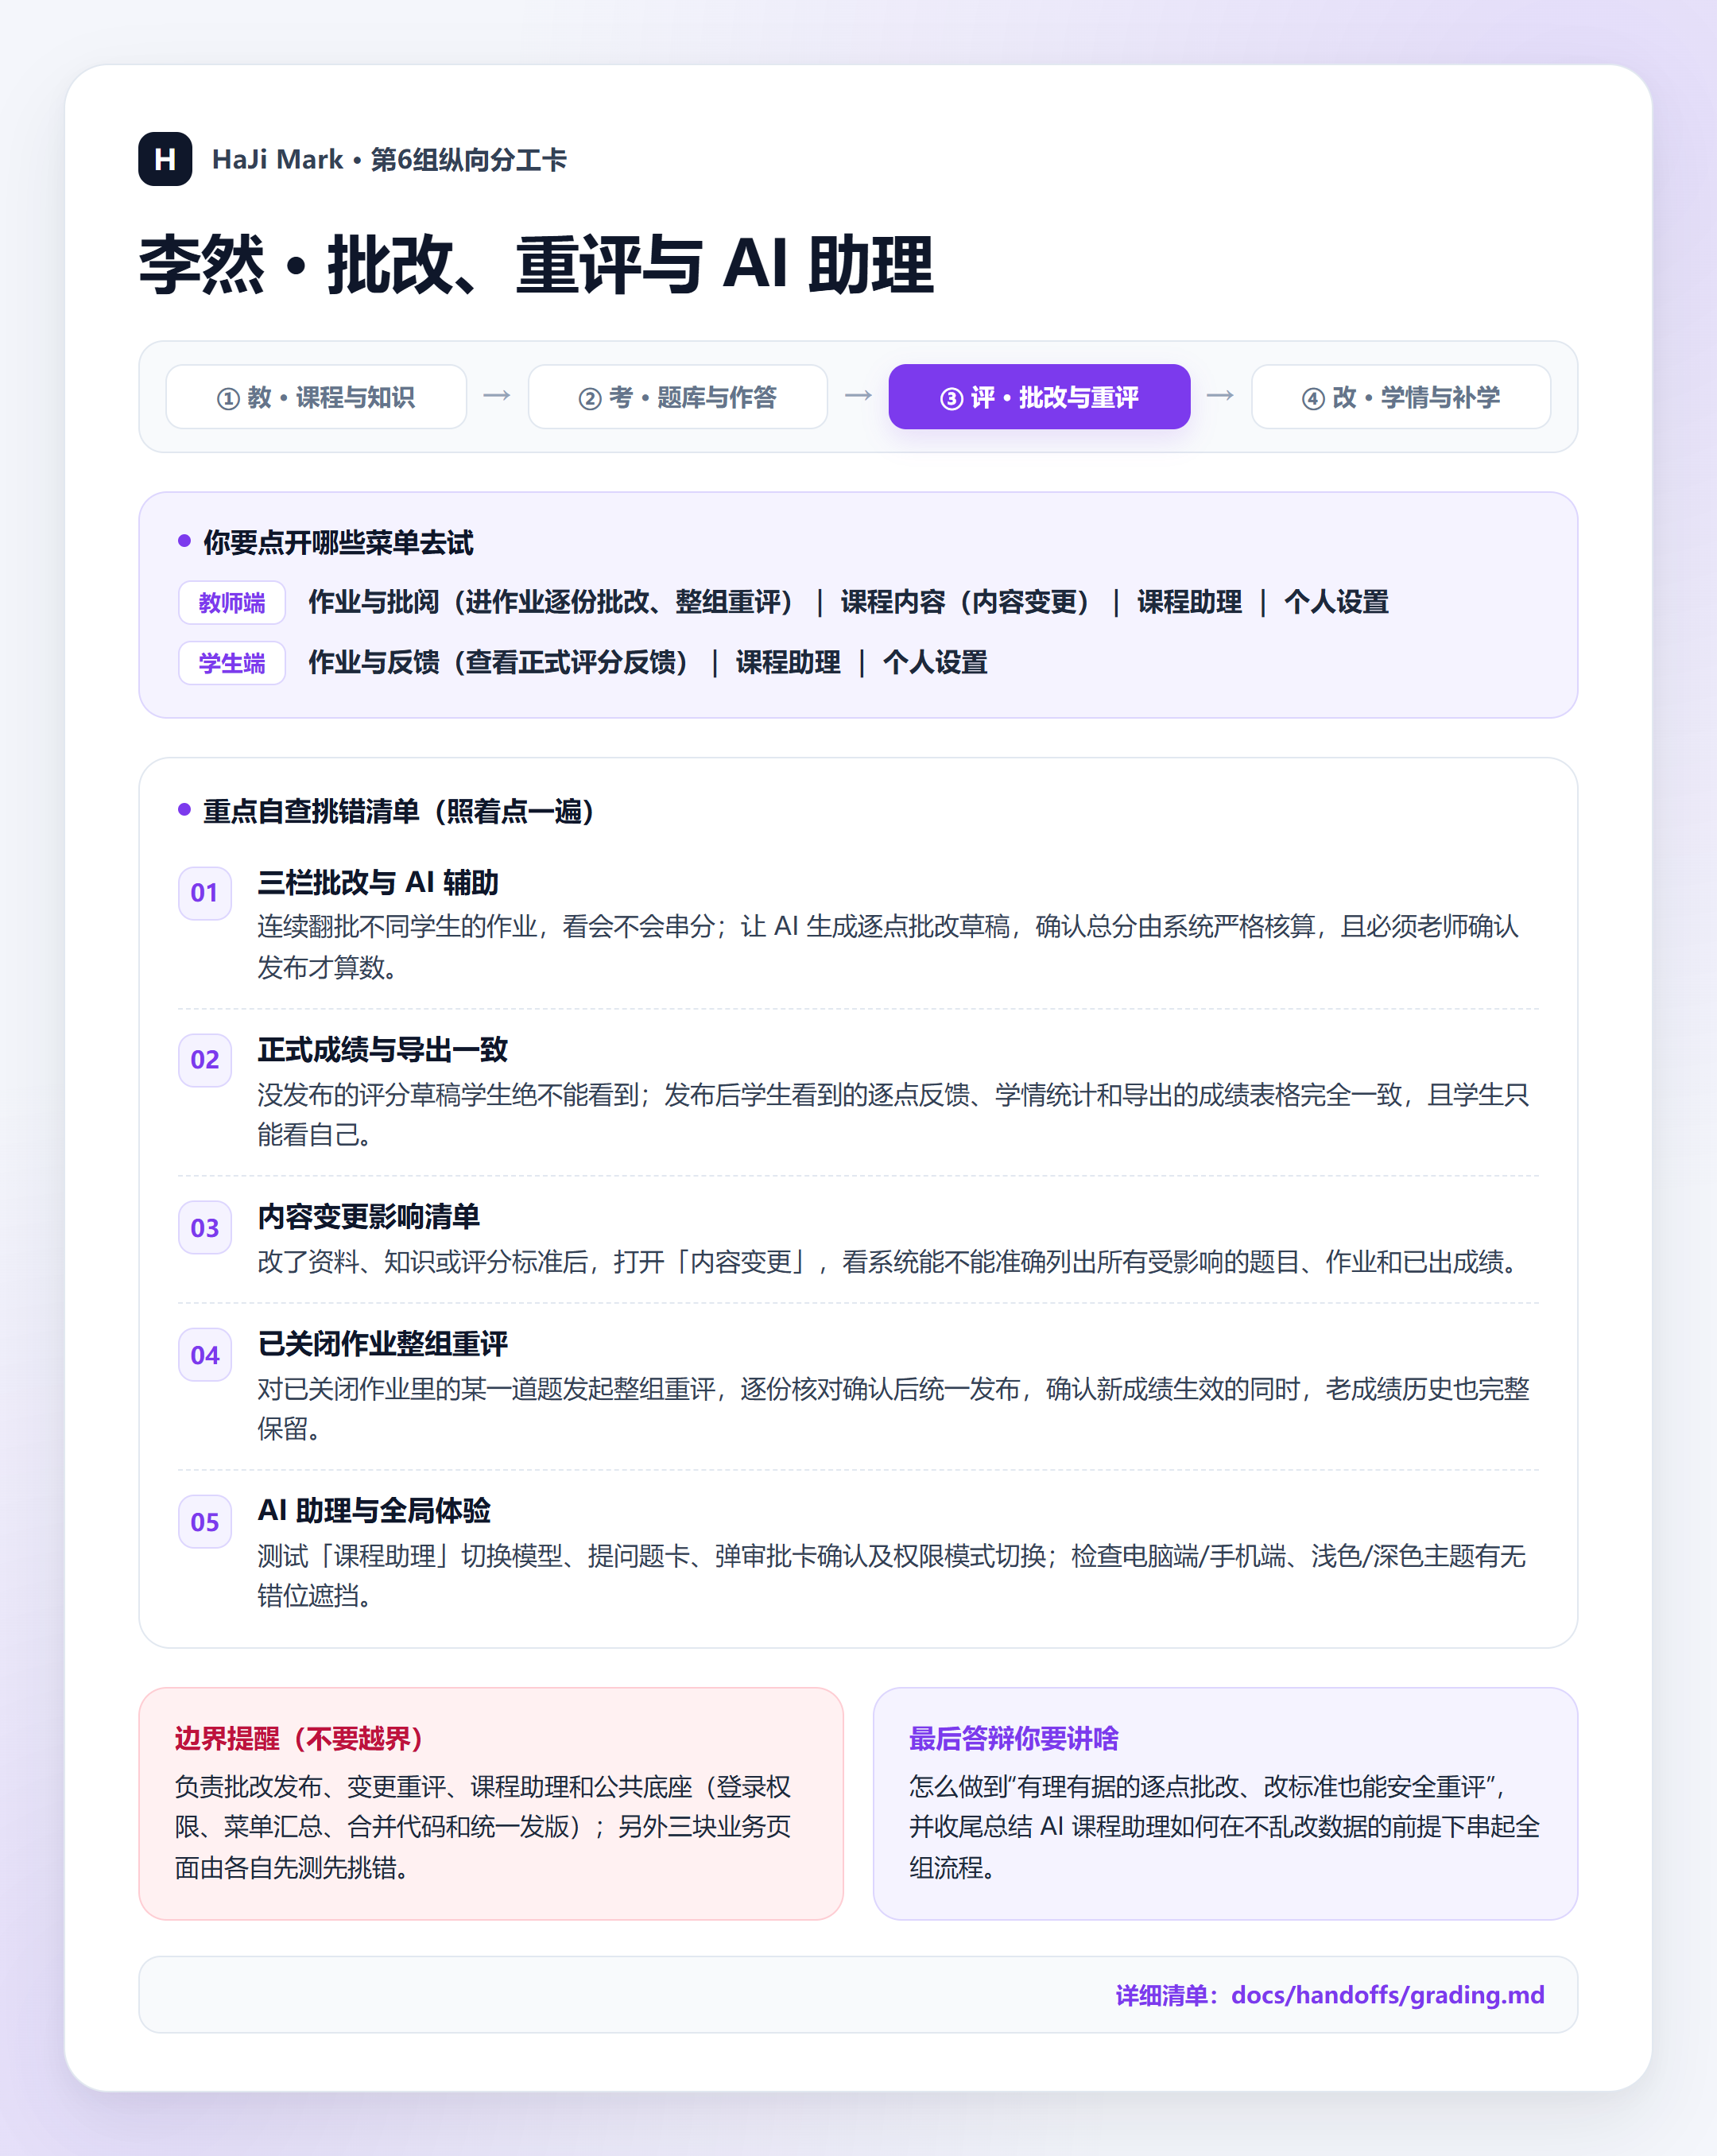 H
HaJi Mark • 第6组纵向分工卡
李然 • 批改、重评与 AI 助理
① 教 • 课程与知识 → ② 考 • 题库与作答 → ③ 评 • 批改与重评 → ④ 改 • 学情与补学
你要点开哪些菜单去试
教师端 作业与批阅（进作业逐份批改、整组重评） | 课程内容（内容变更） | 课程助理 | 个人设置
学生端 作业与反馈（查看正式评分反馈） | 课程助理 | 个人设置
重点自查挑错清单（照着点一遍）
01 三栏批改与 AI 辅助
连续翻批不同学生的作业，看会不会串分；让 AI 生成逐点批改草稿，确认总分由系统严格核算，且必须老师确认
发布才算数。
02 正式成绩与导出一致
没发布的评分草稿学生绝不能看到；发布后学生看到的逐点反馈、学情统计和导出的成绩表格完全一致，且学生只
能看自己。
03 内容变更影响清单
改了资料、知识或评分标准后，打开「内容变更」，看系统能不能准确列出所有受影响的题目、作业和已出成绩。
04 已关闭作业整组重评
对已关闭作业里的某一道题发起整组重评，逐份核对确认后统一发布，确认新成绩生效的同时，老成绩历史也完整
保留。
05 AI 助理与全局体验
测试「课程助理」切换模型、提问题卡、弹审批卡确认及权限模式切换；检查电脑端/手机端、浅色/深色主题有无
错位遮挡。
边界提醒（不要越界）
负责批改发布、变更重评、课程助理和公共底座（登录权
限、菜单汇总、合并代码和统一发版）；另外三块业务页
面由各自先测先挑错。
最后答辩你要讲啥
怎么做到“有理有据的逐点批改、改标准也能安全重评”，
并收尾总结 AI 课程助理如何在不乱改数据的前提下串起全
组流程。
详细清单：docs/handoffs/grading.md